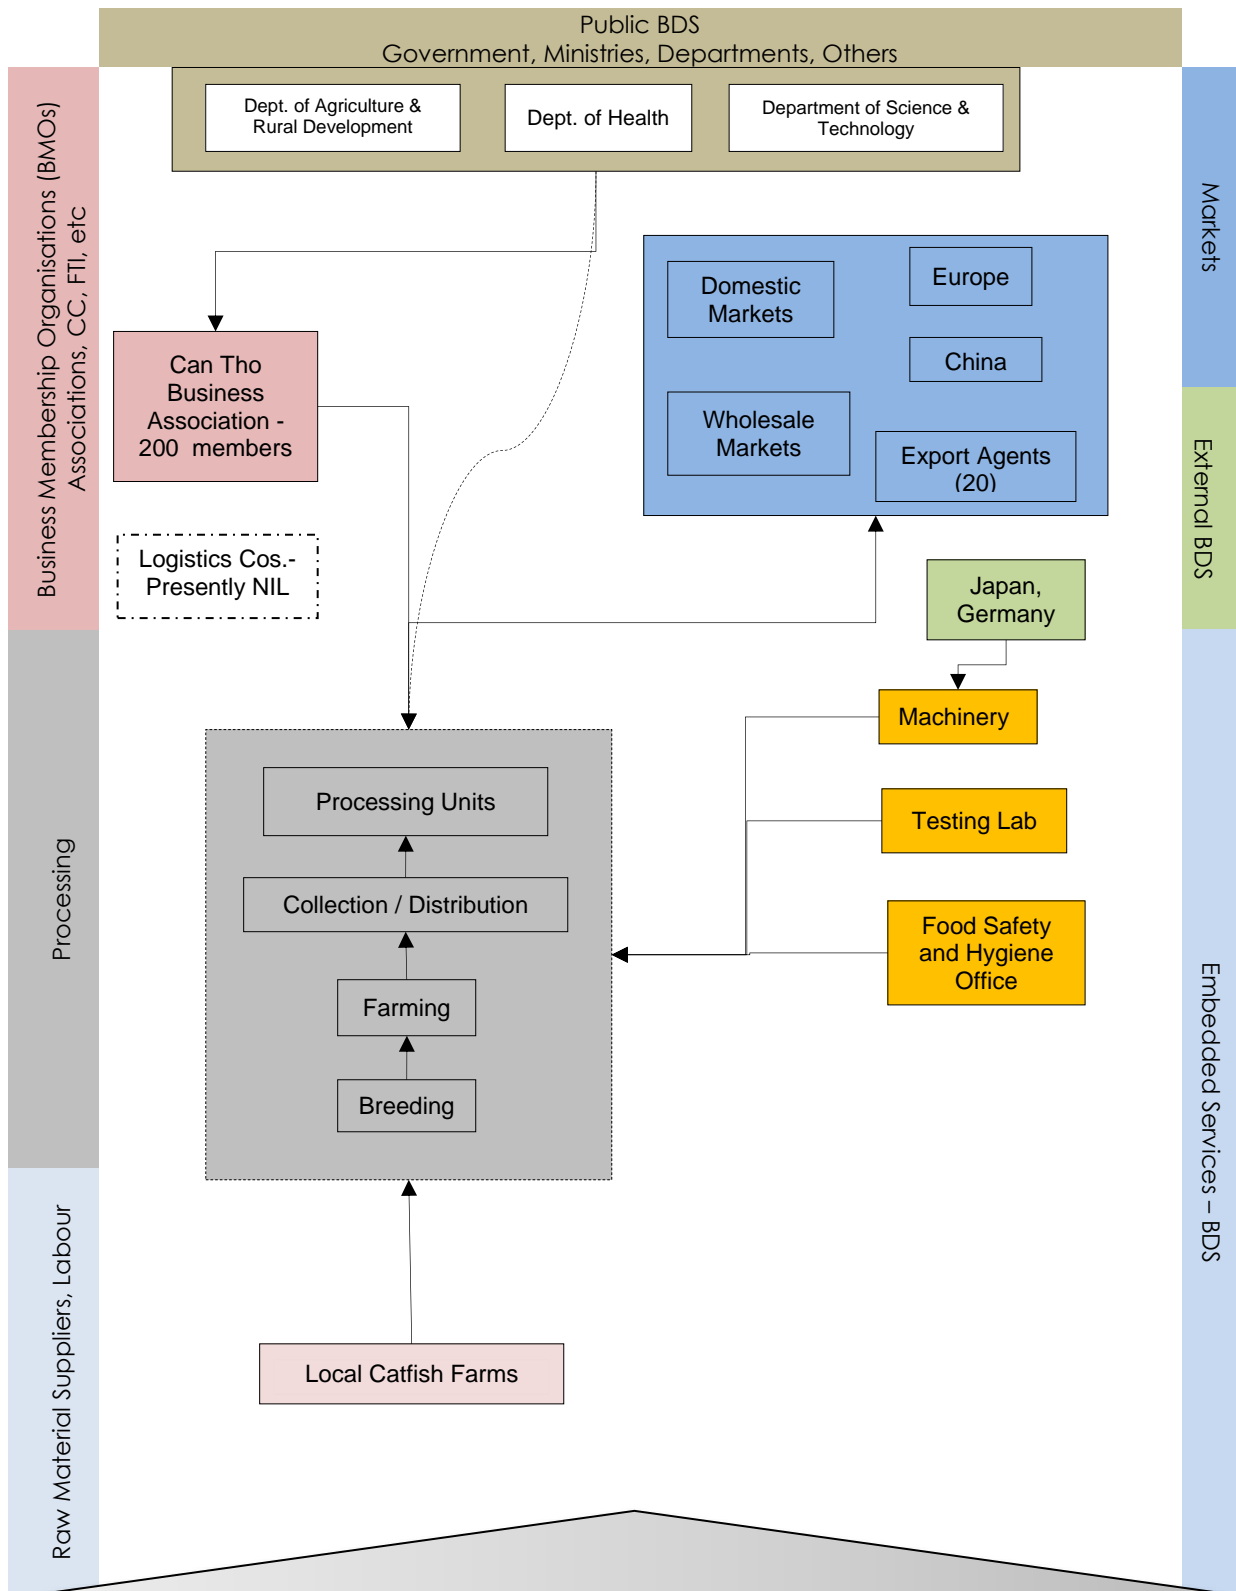 Public BDS
Government, Ministries, Departments, Others
Dept. of Agriculture &
Rural Development
Dept. of Health
Department of Science &
Technology
Business Membership Organisations (BMOs)
Associations, CC, FTI, etc
Markets
Domestic
Markets
Europe
China
Wholesale
Markets
Export Agents
(20)
Can Tho
Business
Association -
200 members
Logistics Cos.-
Presently NIL
External BDS
Japan,
Germany
Machinery
Testing Lab
Food Safety
and Hygiene
Office
Processing
Processing Units
Collection / Distribution
Farming
Breeding
Embedded Services – BDS
Raw Material Suppliers, Labour
Local Catfish Farms